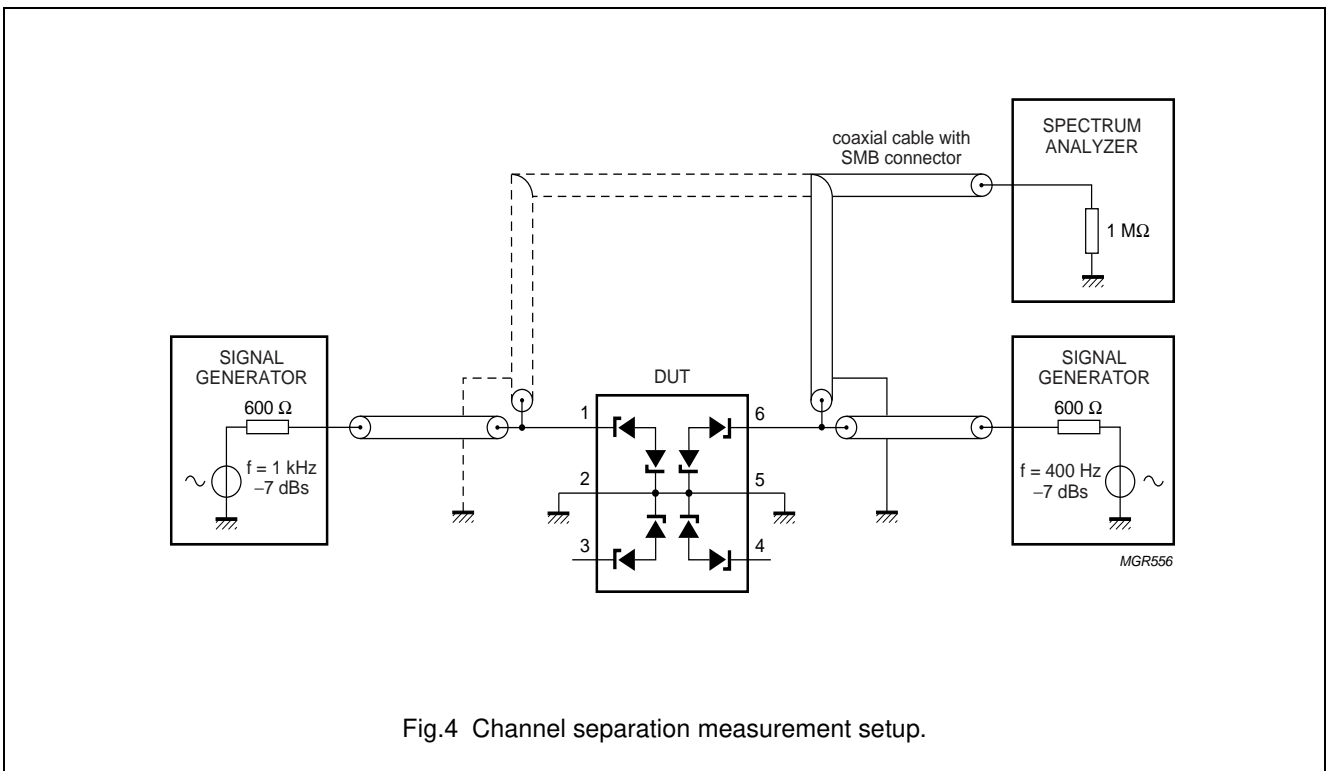 SPECTRUM
ANALYZER
coaxial cable with
SMB connector
1 MΩ
SIGNAL
GENERATOR
600 Ω
f = 1 kHz
−7 dBs
DUT
1
6
2
5
3
4
SIGNAL
GENERATOR
600 Ω
f = 400 Hz
−7 dBs
MGR556
Fig.4 Channel separation measurement setup.